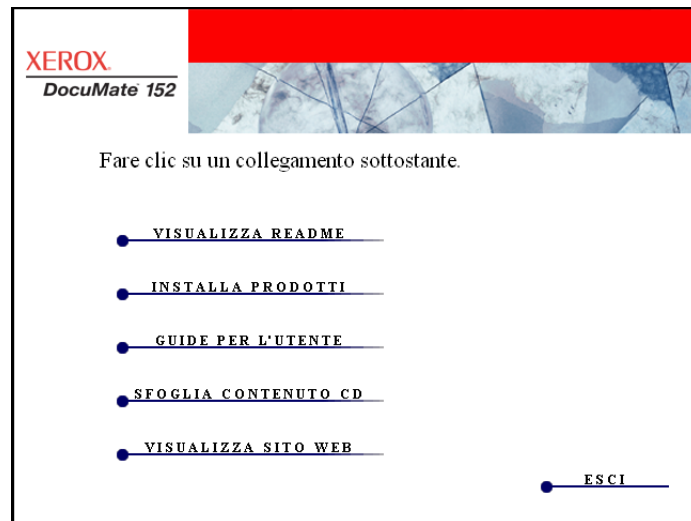 XEROX.
DocuMate® 152
Fare clic su un collegamento sottostante.
VISUALIZZA README
INSTALLA PRODOTTI
GUIDE PER L'UTENTE
SFOGLIA CONTENUTO CD
VISUALIZZA SITO WEB
ESCI